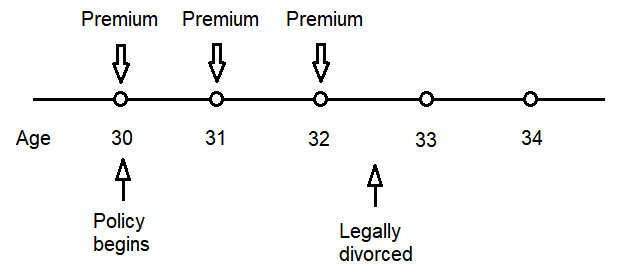 Premium Premium Premium
Age 30 31 32 33 34
Policy
begins
Legally
divorced